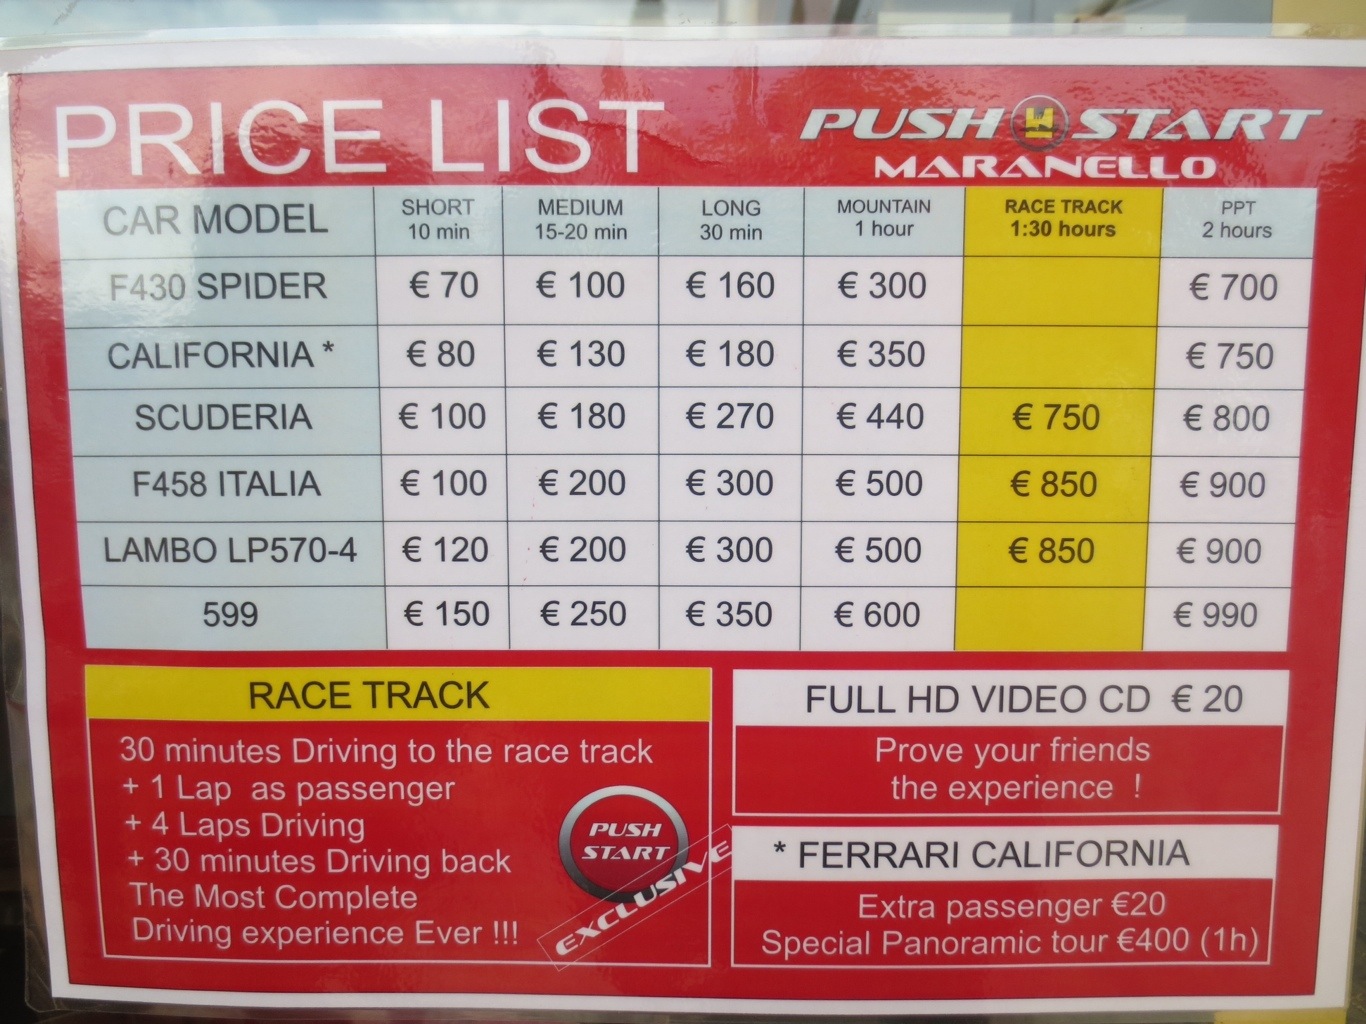 PRICE LIST
PUSH START
MARANELLO
CAR MODEL SHORT 10 min MEDIUM 15-20 min LONG 30 min MOUNTAIN 1 hour RACE TRACK 1:30 hours PPT 2 hours
F430 SPIDER € 70 € 100 € 160 € 300 € 700
CALIFORNIA * € 80 € 130 € 180 € 350 € 750
SCUDERIA € 100 € 180 € 270 € 440 € 750 € 800
F458 ITALIA € 100 € 200 € 300 € 500 € 850 € 900
LAMBO LP570-4 € 120 € 200 € 300 € 500 € 850 € 900
599 € 150 € 250 € 350 € 600 € 990
RACE TRACK
30 minutes Driving to the race track
+ 1 Lap as passenger
+ 4 Laps Driving
+ 30 minutes Driving back
The Most Complete
Driving experience Ever !!!
PUSH
START
EXCLUSIVE
FULL HD VIDEO CD € 20
Prove your friends
the experience !
* FERRARI CALIFORNIA
Extra passenger €20
Special Panoramic tour €400 (1h)